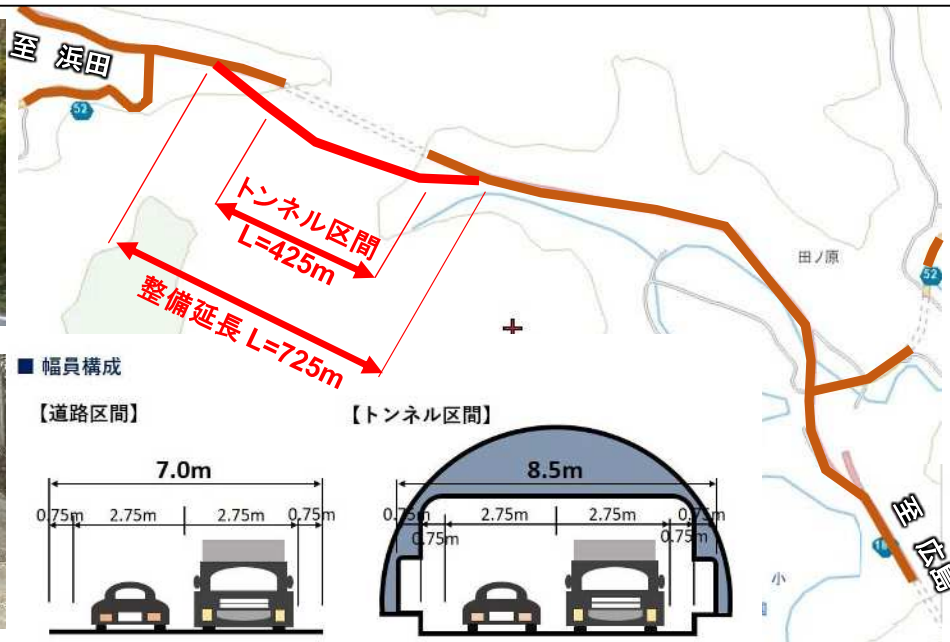 至 浜田
52
トンネル区間
L=425m
整備延長 L=725m
田ノ原
52
■ 幅員構成
【道路区間】
7.0m
0.75m 2.75m 2.75m 0.75m
【トンネル区間】
8.5m
0.75m 2.75m 2.75m 0.75m
0.75m 0.75m
至 広島
小